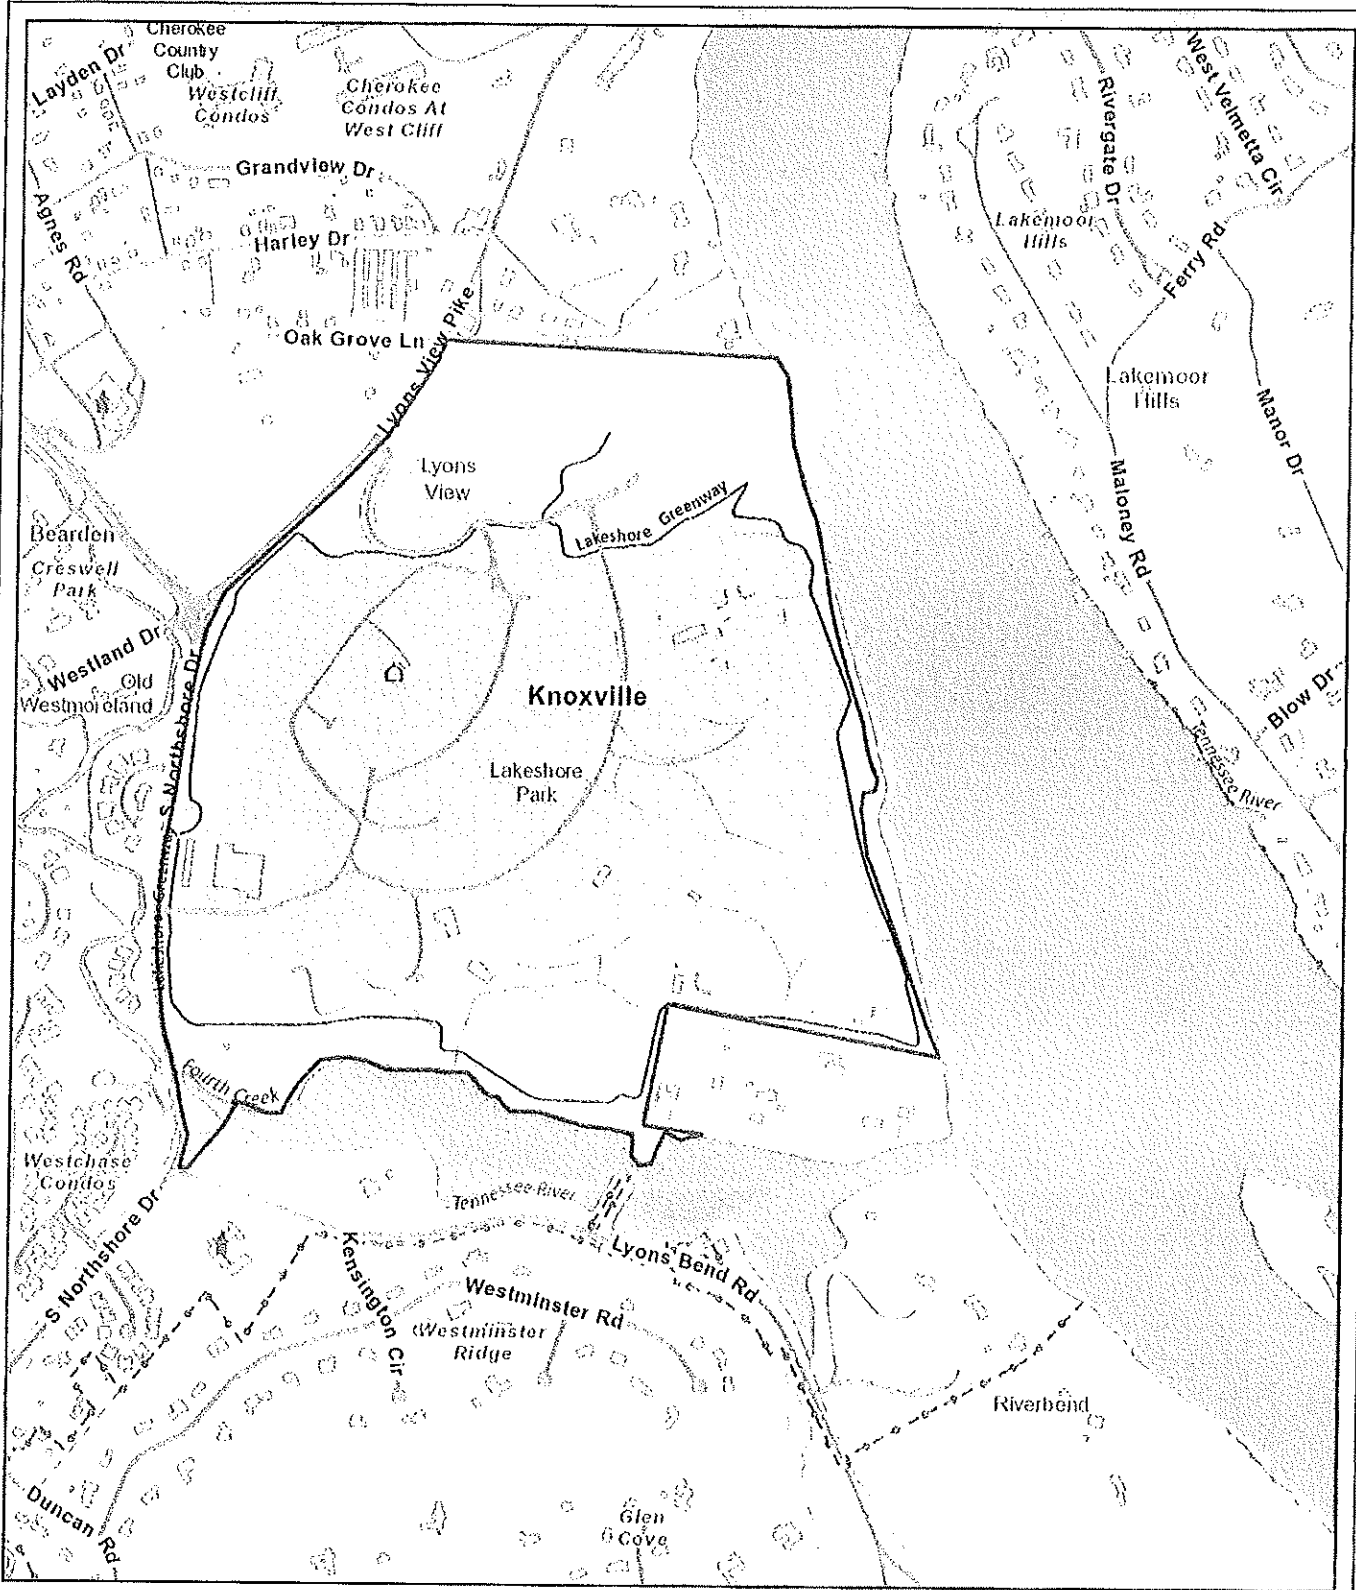 Layden Dr
Cherokee
Country
Club
Westcliff
Condos
Cherokee
Condos At
West Cliff
Grandview Dr
Agnes Rd
Harley Dr
Oak Grove Ln
Lyons View Pike
Rivergate Dr
West Velmetta Cir
Lakemoor
Hills
Ferry Rd
Lakemoor
Hills
Manor Dr
Maloney Rd
Lyons
View
Lakeshore Greenway
Bearden
Creswell
Park
Westland Dr
Old
Westmoreland
S Northshore Dr
Knoxville
Lakeshore
Park
Blow Dr
Tennessee River
Lakeshore Greenway
Fourth Creek
Westchase
Condos
Tennessee River
S Northshore Dr
Kensington Cir
Lyons Bend Rd
Westminster Rd
Westminster
Ridge
Riverbend
Duncan Rd
Glen
Cove